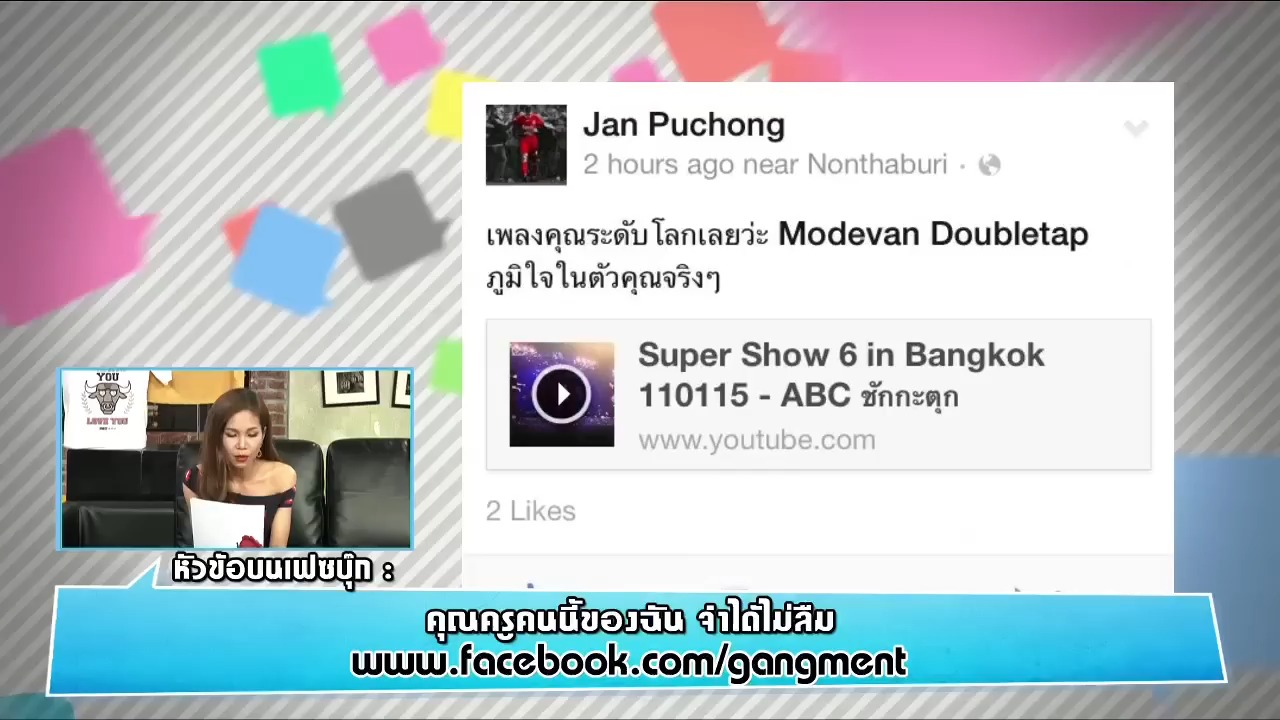 Jan Puchong
2 hours ago near Nonthaburi ·
เพลงคุณระดับโลกเลยว่ะ Modevan Doubletap
ภูมิใจในตัวคุณจริงๆ
Super Show 6 in Bangkok
110115 - ABC ชักกะตุก
www.youtube.com
2 Likes
YOU
LOVE YOU
หัวข้อบนเฟซบุ๊ก :
คุณครูคนนี้ของฉัน จำได้ไม่ลืม
www.facebook.com/gangment